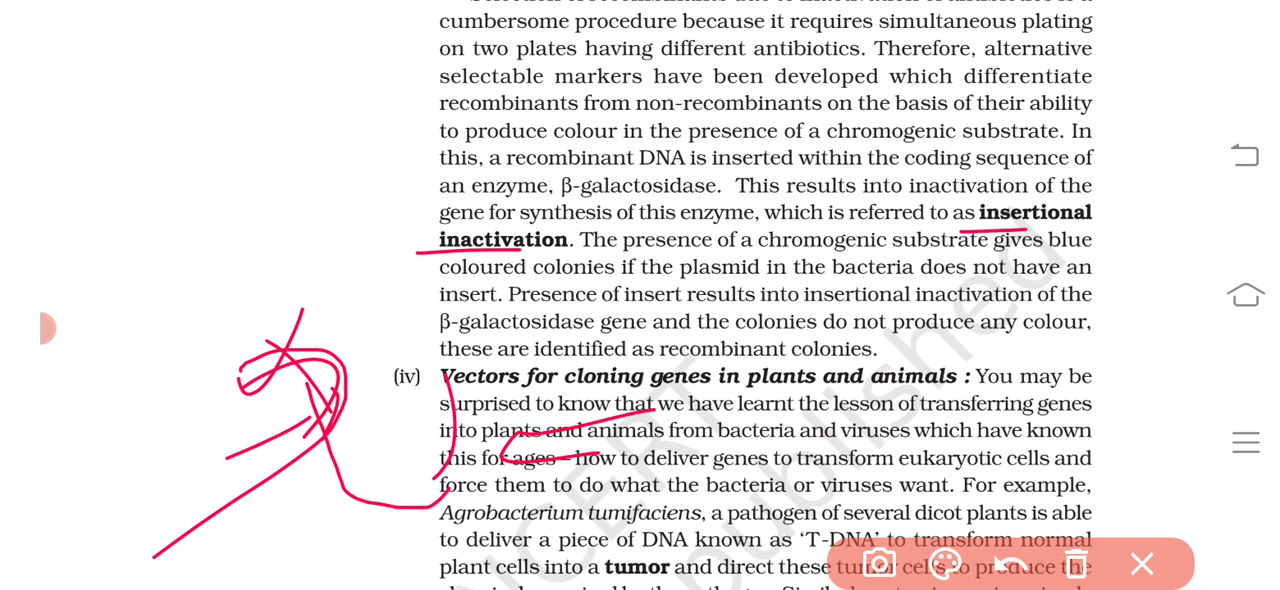 cumbersome procedure because it requires simultaneous plating
on two plates having different antibiotics. Therefore, alternative
selectable markers have been developed which differentiate
recombinants from non-recombinants on the basis of their ability
to produce colour in the presence of a chromogenic substrate. In
this, a recombinant DNA is inserted within the coding sequence of
an enzyme, β-galactosidase. This results into inactivation of the
gene for synthesis of this enzyme, which is referred to as insertional
inactivation. The presence of a chromogenic substrate gives blue
coloured colonies if the plasmid in the bacteria does not have an
insert. Presence of insert results into insertional inactivation of the
β-galactosidase gene and the colonies do not produce any colour,
these are identified as recombinant colonies.
(iv) Vectors for cloning genes in plants and animals : You may be
surprised to know that we have learnt the lesson of transferring genes
into plants and animals from bacteria and viruses which have known
this for ages – how to deliver genes to transform eukaryotic cells and
force them to do what the bacteria or viruses want. For example,
Agrobacterium tumifaciens, a pathogen of several dicot plants is able
to deliver a piece of DNA known as ‘T-DNA’ to transform normal
plant cells into a tumor and direct these tumor cells to produce the
NCERT
published